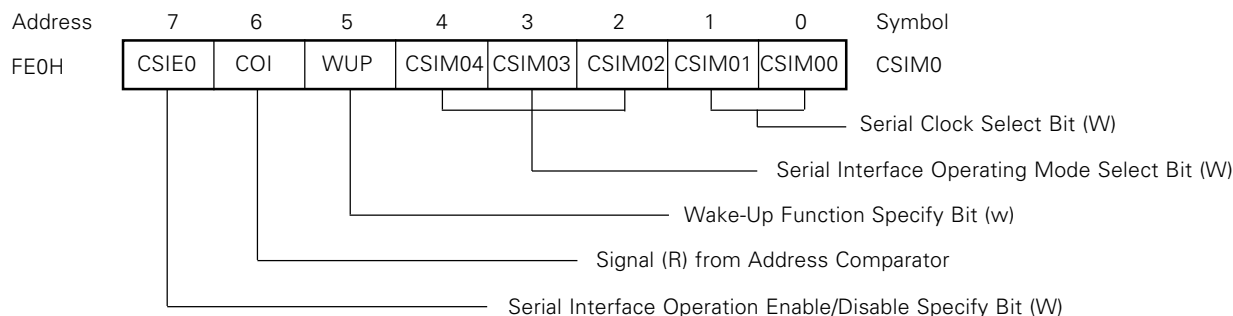 Address 7 6 5 4 3 2 1 0 Symbol
FE0H CSIE0 COI WUP CSIM04 CSIM03 CSIM02 CSIM01 CSIM00 CSIM0
Serial Clock Select Bit (W)
Serial Interface Operating Mode Select Bit (W)
Wake-Up Function Specify Bit (w)
Signal (R) from Address Comparator
Serial Interface Operation Enable/Disable Specify Bit (W)